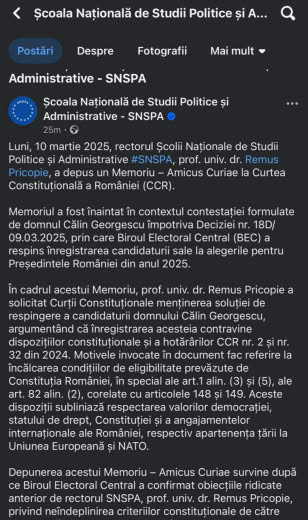 Școala Națională de Studii Politice și A...
Postări
Despre
Fotografii
Mai mult
Administrative - SNSPA
Școala Națională de Studii Politice și
Administrative - SNSPA
25m
Luni, 10 martie 2025, rectorul Școlii Naționale de Studii
Politice și Administrative #SNSPA, prof. univ. dr. Remus
Pricopie, a depus un Memoriu – Amicus Curiae la Curtea
Constituțională a României (CCR).
Memoriul a fost înaintat în contextul contestației formulate
de domnul Călin Georgescu împotriva Deciziei nr. 18D/
09.03.2025, prin care Biroul Electoral Central (BEC) a
respins înregistrarea candidaturii sale la alegerile pentru
Președintele României din anul 2025.
În cadrul acestui Memoriu, prof. univ. dr. Remus Pricopie a
solicitat Curții Constituționale menținerea soluției de
respingere a candidaturii domnului Călin Georgescu,
argumentând că înregistrarea acesteia contravine
dispozițiilor constituționale și a hotărârilor CCR nr. 2 și nr.
32 din 2024. Motivele invocate în document fac referire la
încălcarea condițiilor de eligibilitate prevăzute de
Constituția României, în special ale art.1 alin. (3) și (5), ale
art. 82 alin. (2), corelate cu articolele 148 și 149. Aceste
dispoziții subliniază respectarea valorilor democrației,
statului de drept, Constituției și a angajamentelor
internaționale ale României, respectiv apartenența țării la
Uniunea Europeană și NATO.
Depunerea acestui Memoriu – Amicus Curiae survine după
ce Biroul Electoral Central a confirmat obiecțiile ridicate
anterior de rectorul SNSPA, prof. univ. dr. Remus Pricopie,
privind neîndeplinirea criteriilor constituționale de către